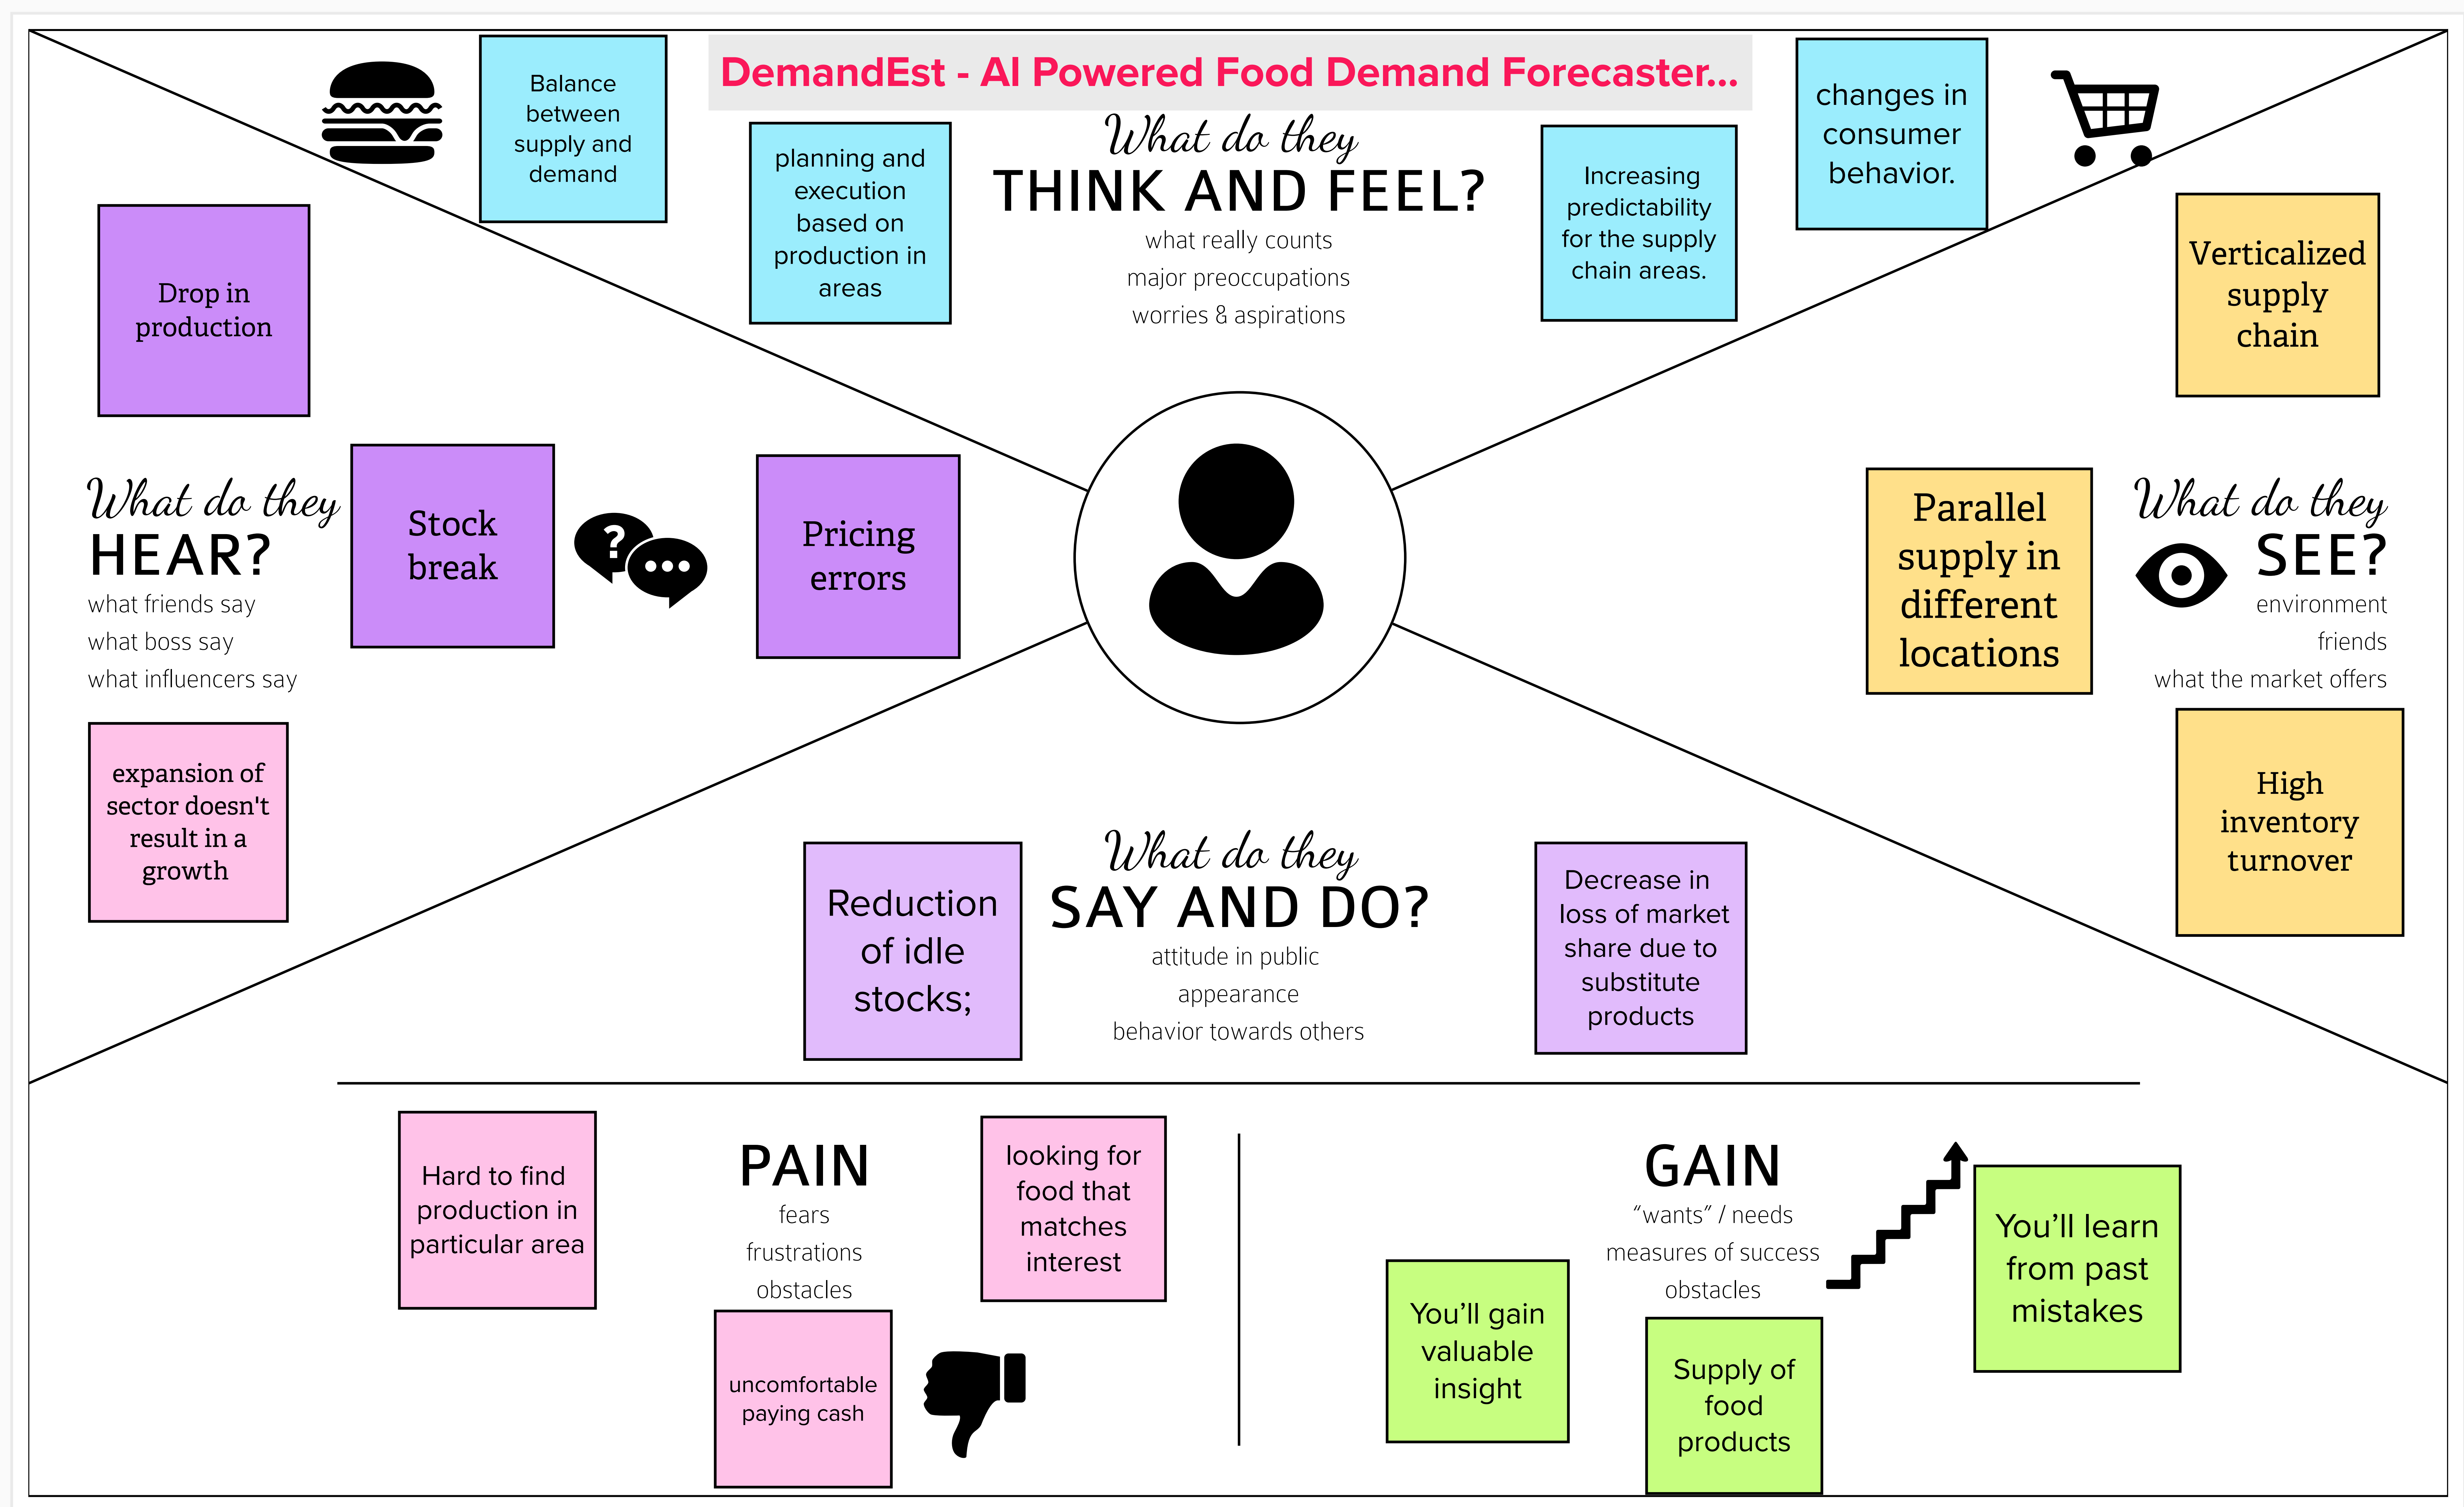 DemandEst - AI Powered Food Demand Forecaster...
Balance
between
supply and
demand
planning and
execution
based on
production in
areas
What do they
THINK AND FEEL?
what really counts
major preoccupations
worries & aspirations
Increasing
predictability
for the supply
chain areas.
changes in
consumer
behavior.
Drop in
production
What do they
HEAR?
what friends say
what boss say
what influencers say
Stock
break
?
Pricing
errors
expansion of
sector doesn't
result in a
growth
Verticalized
supply
chain
Parallel
supply in
different
locations
What do they
SEE?
environment
friends
what the market offers
High
inventory
turnover
Reduction
of idle
stocks;
What do they
SAY AND DO?
attitude in public
appearance
behavior towards others
Decrease in
loss of market
share due to
substitute
products
Hard to find
production in
particular area
PAIN
fears
frustrations
obstacles
looking for
food that
matches
interest
uncomfortable
paying cash
GAIN
“wants” / needs
measures of success
obstacles
You’ll gain
valuable
insight
Supply of
food
products
You’ll learn
from past
mistakes